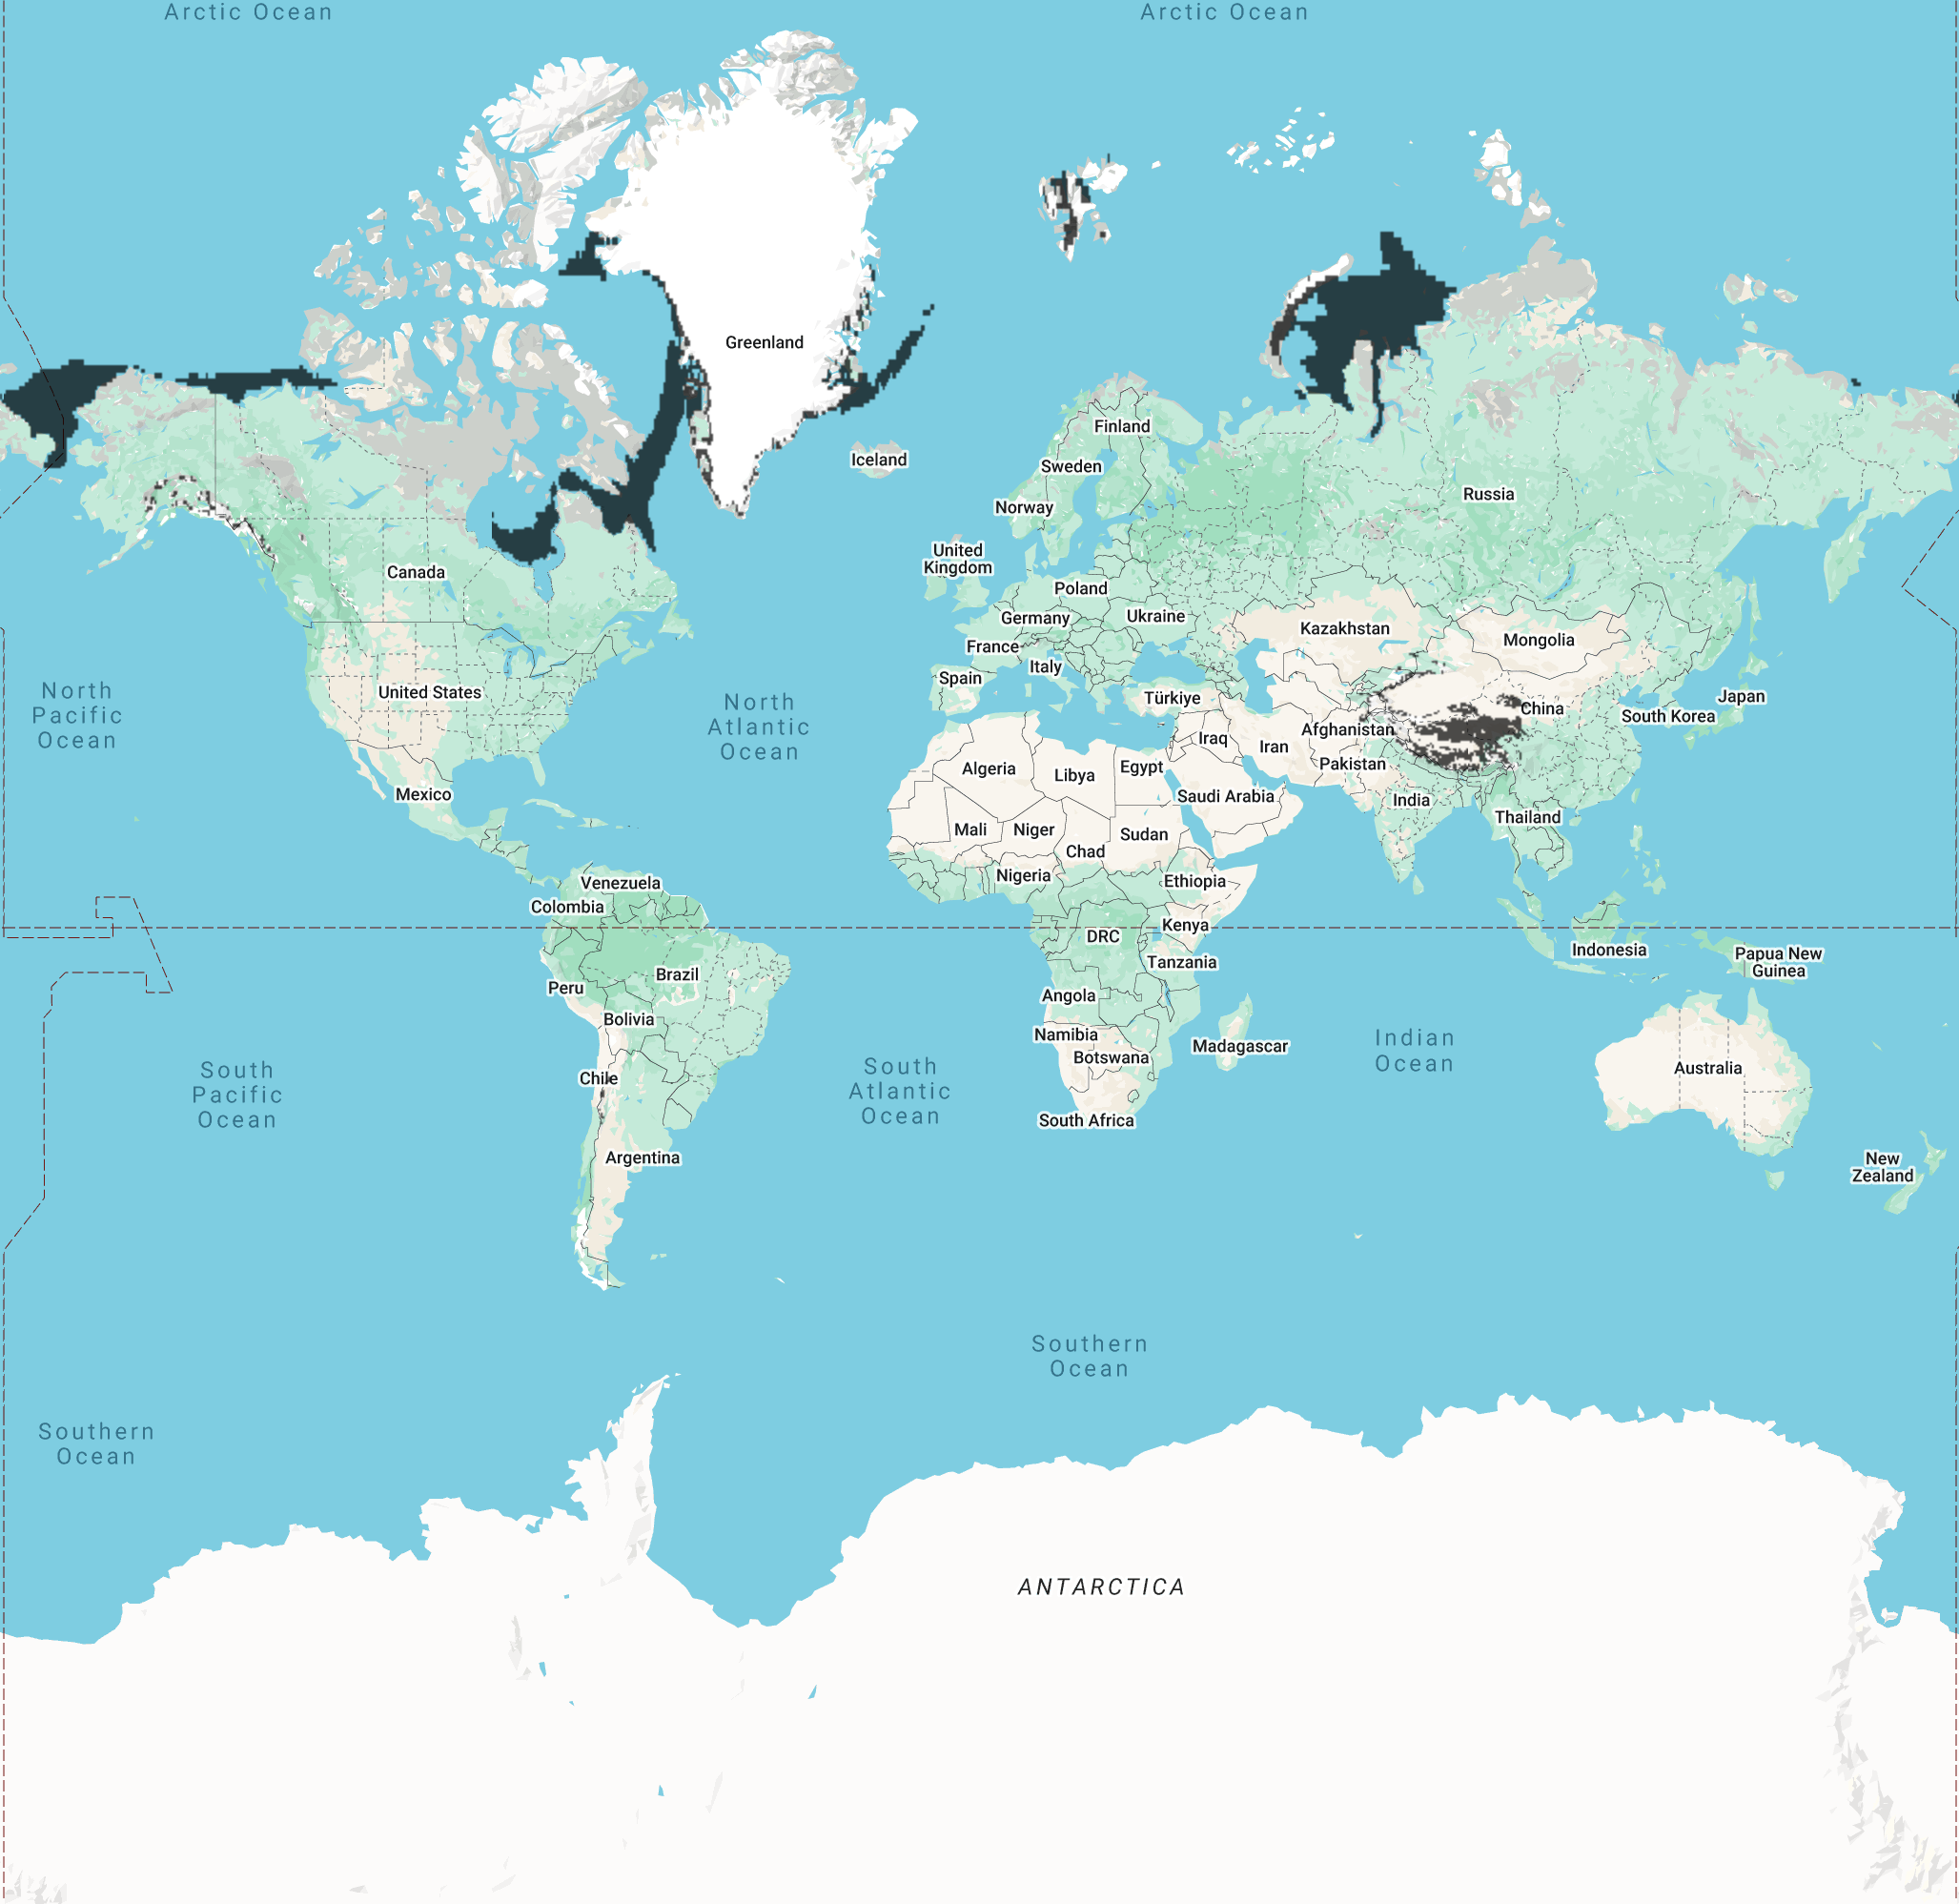 Arctic Ocean
Arctic Ocean
Greenland
Finland
Iceland
Sweden
Russia
Norway
United
Kingdom
Canada
Poland
Germany
Ukraine
Kazakhstan
Mongolia
France
Italy
Spain
United States
North
Pacific
Ocean
North
Atlantic
Ocean
Türkiye
China
Japan
South Korea
Afghanistan
Iraq
Iran
Pakistan
Algeria
Libya
Egypt
Saudi Arabia
Mexico
India
Thailand
Mali
Niger
Sudan
Chad
Nigeria
Ethiopia
Venezuela
Colombia
Kenya
DRC
Indonesia
Papua New
Guinea
Tanzania
Brazil
Peru
Angola
Bolivia
Namibia
Botswana
Madagascar
Indian
Ocean
Australia
Chile
South
Pacific
Ocean
South
Atlantic
Ocean
South Africa
Argentina
New
Zealand
Southern
Ocean
Southern
Ocean
ANTARCTICA